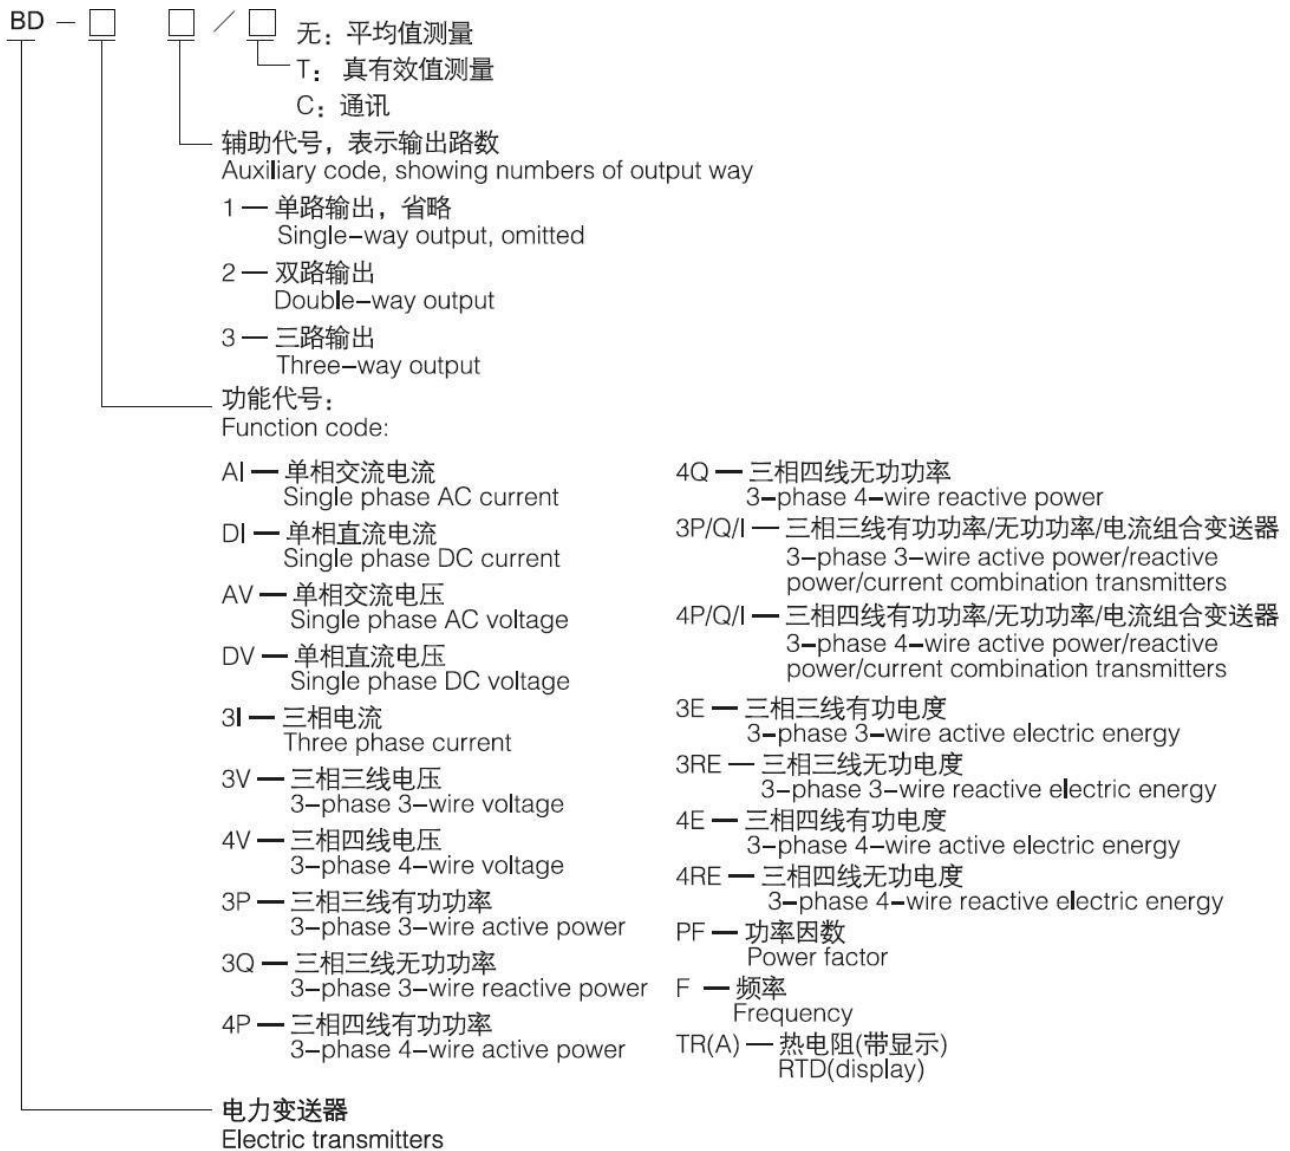 BD — □ □ / □
无：平均值测量
T： 真有效值测量
C：通讯
辅助代号，表示输出路数
Auxiliary code, showing numbers of output way
1 — 单路输出，省略
Single-way output, omitted
2 — 双路输出
Double-way output
3 — 三路输出
Three-way output
功能代号：
Function code:
AI — 单相交流电流
Single phase AC current
DI — 单相直流电流
Single phase DC current
AV — 单相交流电压
Single phase AC voltage
DV — 单相直流电压
Single phase DC voltage
3I — 三相电流
Three phase current
3V — 三相三线电压
3-phase 3-wire voltage
4V — 三相四线电压
3-phase 4-wire voltage
3P — 三相三线有功功率
3-phase 3-wire active power
3Q — 三相三线无功功率
3-phase 3-wire reactive power
4P — 三相四线有功功率
3-phase 4-wire active power
4Q — 三相四线无功功率
3-phase 4-wire reactive power
3P/Q/I — 三相三线有功功率/无功功率/电流组合变送器
3-phase 3-wire active power/reactive
power/current combination transmitters
4P/Q/I — 三相四线有功功率/无功功率/电流组合变送器
3-phase 4-wire active power/reactive
power/current combination transmitters
3E — 三相三线有功电度
3-phase 3-wire active electric energy
3RE — 三相三线无功电度
3-phase 3-wire reactive electric energy
4E — 三相四线有功电度
3-phase 4-wire active electric energy
4RE — 三相四线无功电度
3-phase 4-wire reactive electric energy
PF — 功率因数
Power factor
F — 频率
Frequency
TR(A) — 热电阻(带显示)
RTD(display)
电力变送器
Electric transmitters